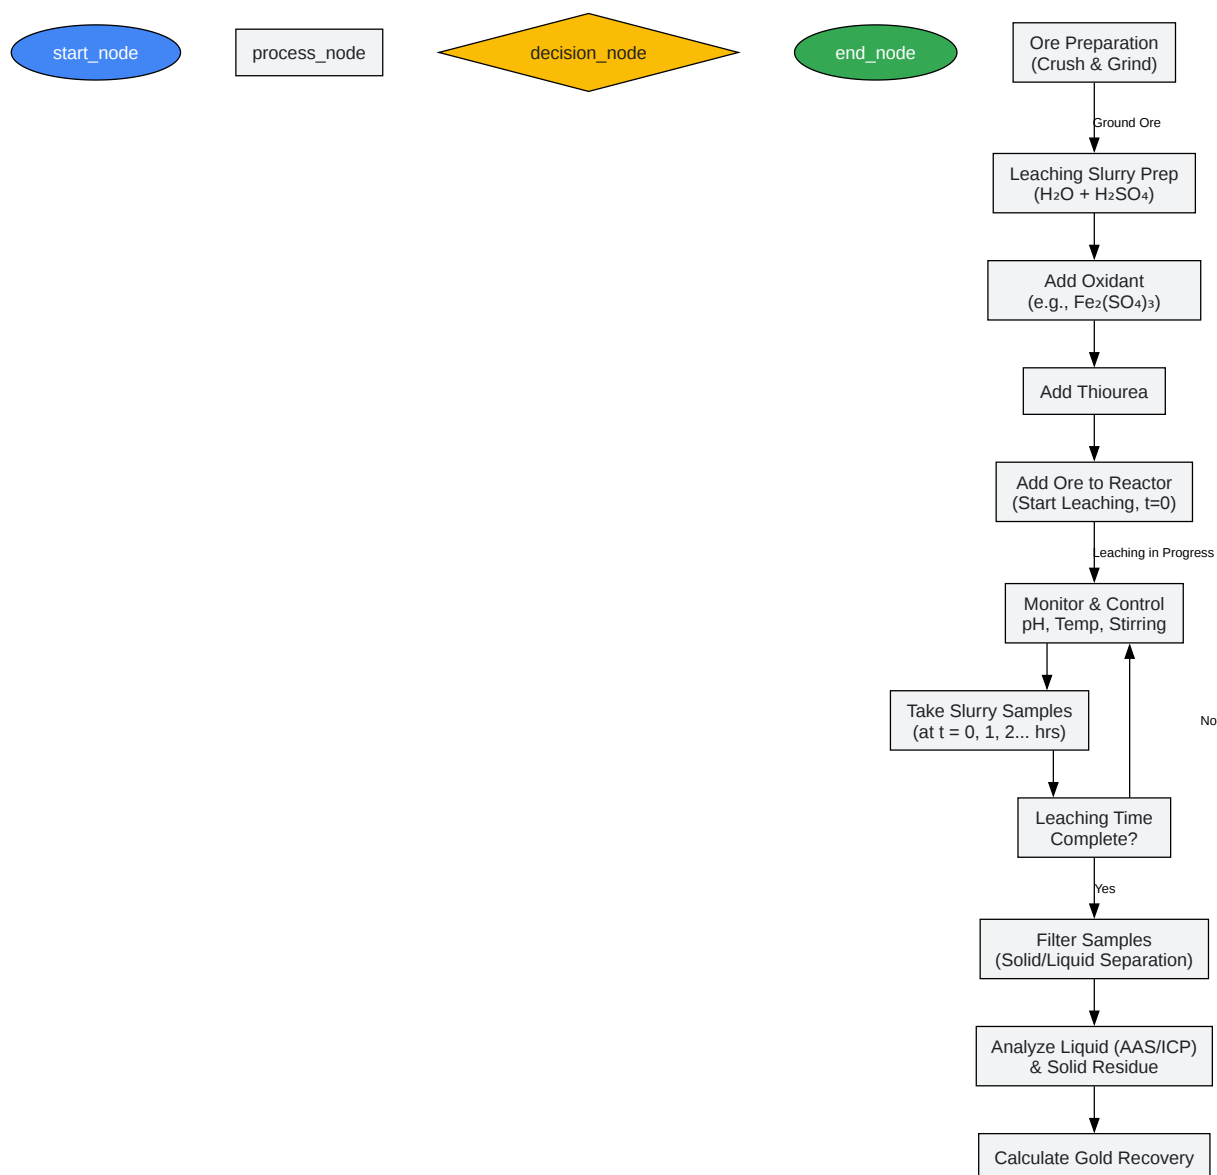 start_node
process_node
decision_node
end_node
Ore Preparation
(Crush & Grind)
Ground Ore
Leaching Slurry Prep
(H₂O + H₂SO₄)
Add Oxidant
(e.g., Fe₂(SO₄)₃)
Add Thiourea
Add Ore to Reactor
(Start Leaching, t=0)
Leaching in Progress
Monitor & Control
pH, Temp, Stirring
Take Slurry Samples
(at t = 0, 1, 2... hrs)
No
Leaching Time
Complete?
Yes
Filter Samples
(Solid/Liquid Separation)
Analyze Liquid (AAS/ICP)
& Solid Residue
Calculate Gold Recovery